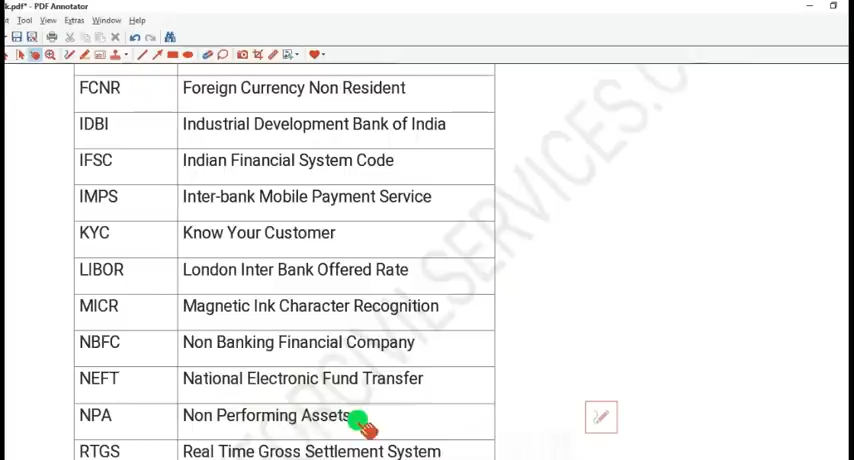 k.pdf* - PDF Annotator
Tool View Extras Window Help
FCNR Foreign Currency Non Resident
IDBI Industrial Development Bank of India
IFSC Indian Financial System Code
IMPS Inter-bank Mobile Payment Service
KYC Know Your Customer
LIBOR London Inter Bank Offered Rate
MICR Magnetic Ink Character Recognition
NBFC Non Banking Financial Company
NEFT National Electronic Fund Transfer
NPA Non Performing Assets
RTGS Real Time Gross Settlement System
FORCIVILSERVICES.C